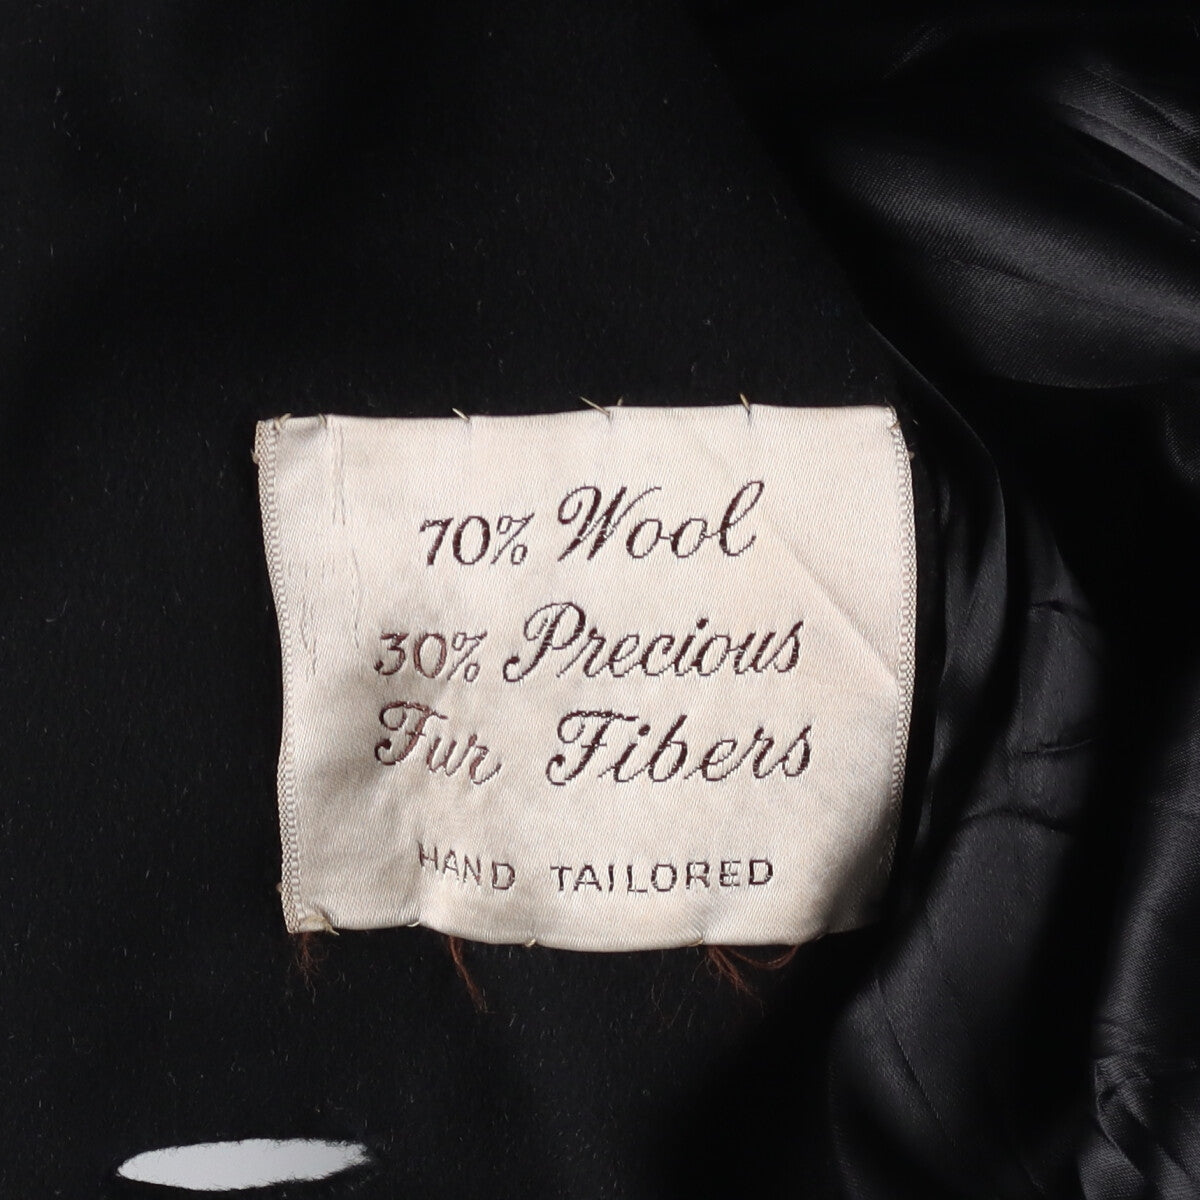 70% Wool
30% Precious
Fur Fibers
HAND TAILORED